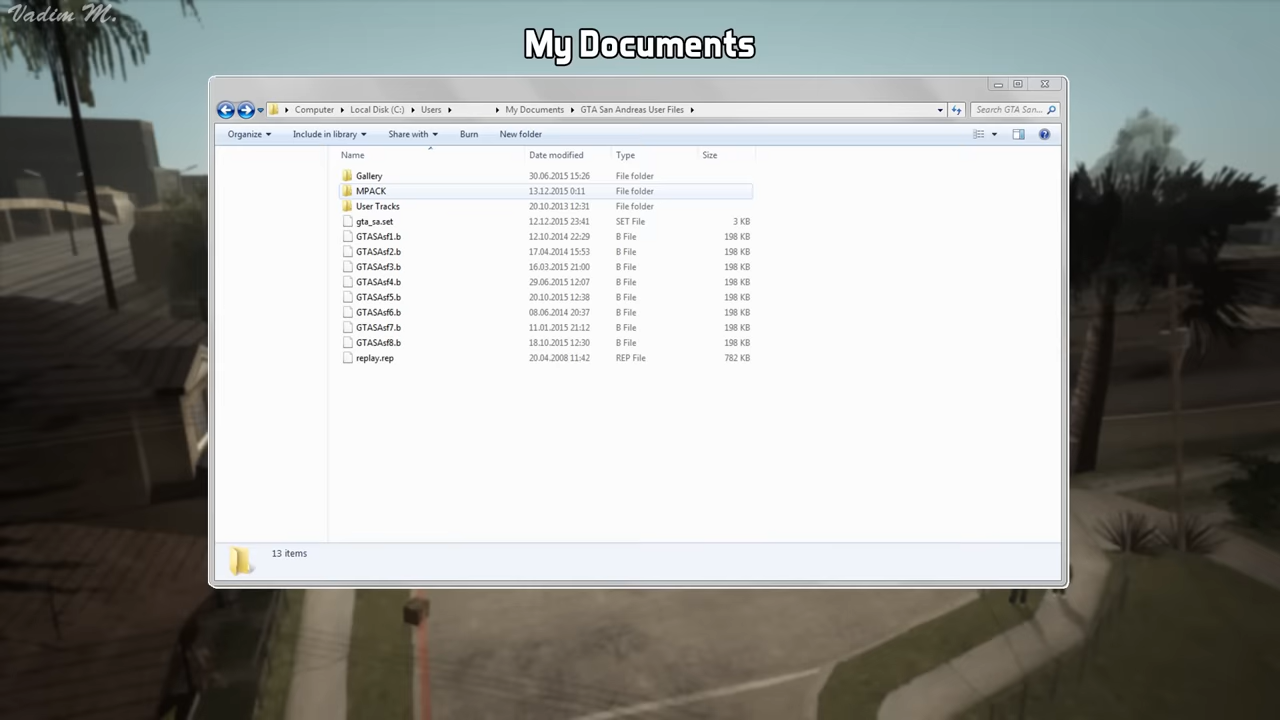 Vadim M.
My Documents
Computer Local Disk (C:) Users My Documents GTA San Andreas User Files Search GTA San...
Organize Include in library Share with Burn New folder
Name Date modified Type Size
Gallery 30.06.2015 15:26 File folder
MPACK 13.12.2015 0:11 File folder
User Tracks 20.10.2013 12:31 File folder
gta_sa.set 12.12.2015 23:41 SET File 3 KB
GTASAsf1.b 12.10.2014 22:29 B File 198 KB
GTASAsf2.b 17.04.2014 15:53 B File 198 KB
GTASAsf3.b 16.03.2015 21:00 B File 198 KB
GTASAsf4.b 29.06.2015 12:07 B File 198 KB
GTASAsf5.b 20.10.2015 12:38 B File 198 KB
GTASAsf6.b 08.06.2014 20:37 B File 198 KB
GTASAsf7.b 11.01.2015 21:12 B File 198 KB
GTASAsf8.b 18.10.2015 12:30 B File 198 KB
replay.rep 20.04.2008 11:42 REP File 782 KB
13 items